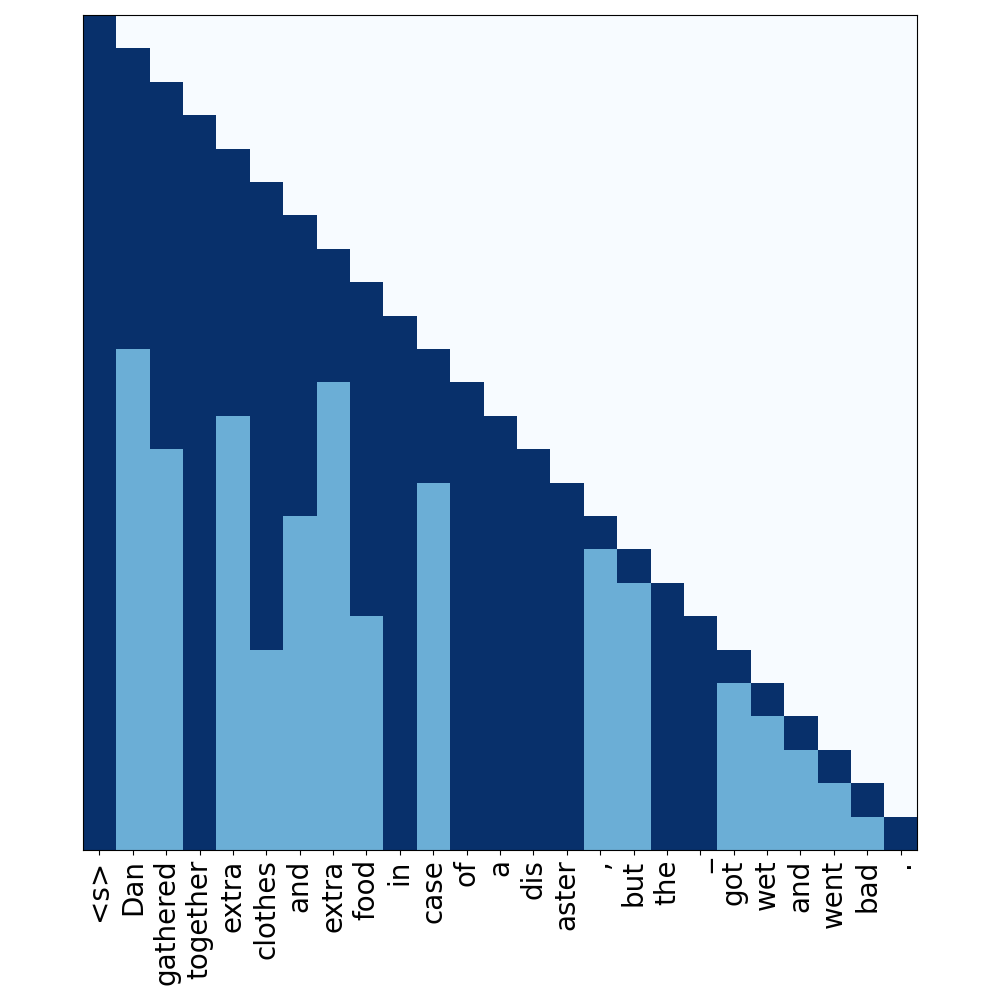 <s> Dan gathered together extra clothes and extra food in case of a dis aster , but the _ got wet and went bad .